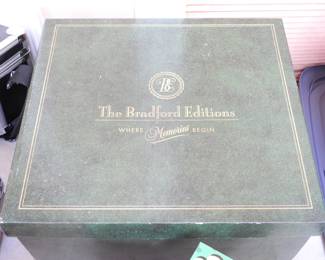 B
The Bradford Editions
WHERE Memories BEGIN